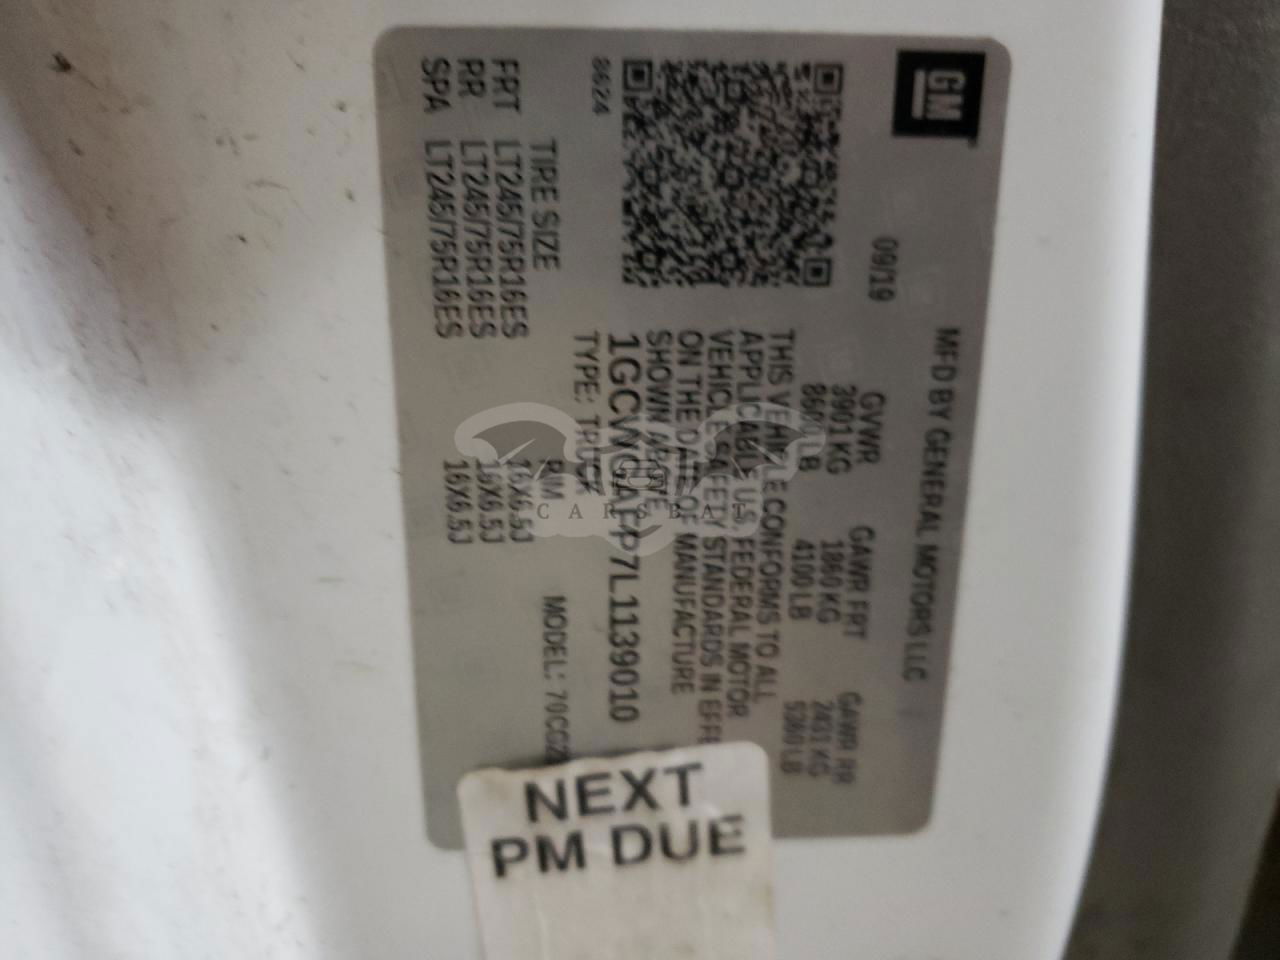 GM
MFD BY GENERAL MOTORS LLC
09/19
GVWR GAWR FRT GAWR RR
3901 KG 1860 KG 2431 KG
8600 LB 4100 LB 5360 LB
THIS VEHICLE CONFORMS TO ALL
APPLICABLE U.S. FEDERAL MOTOR
VEHICLE SAFETY STANDARDS IN
ON THE DATE OF MANUFACTURE
SHOWN ABOVE
8624
1GCWGAFP7L1139010
TYPE: TRUCK
MODEL:
TIRE SIZE RIM
FRT LT245/75R16ES 16X6.5J
RR LT245/75R16ES 16X6.5J
SPA LT245/75R16ES 16X6.5J
NEXT
PM DUE
CARSBAT